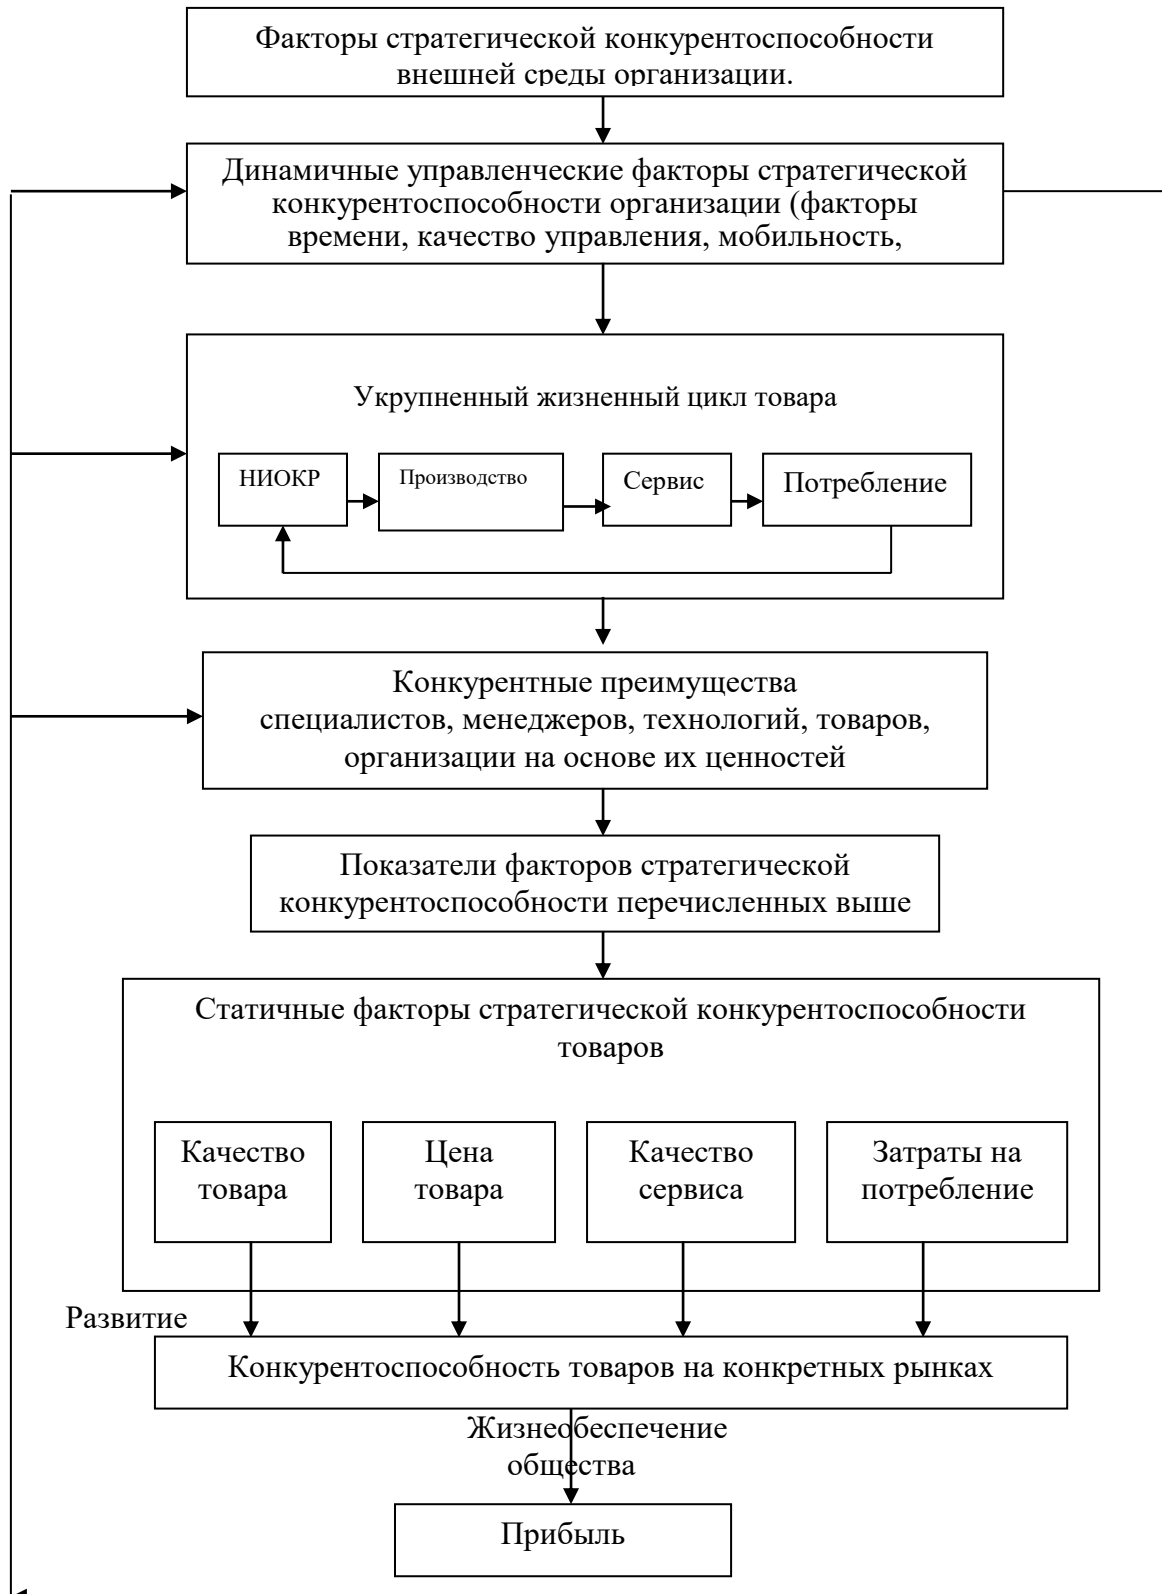 Факторы стратегической конкурентоспособности
внешней среды организации.
Динамичные управленческие факторы стратегической
конкурентоспособности организации (факторы
времени, качество управления, мобильность,
Укрупненный жизненный цикл товара
НИОКР
Производство
Сервис
Потребление
Конкурентные преимущества
специалистов, менеджеров, технологий, товаров,
организации на основе их ценностей
Показатели факторов стратегической
конкурентоспособности перечисленных выше
Статичные факторы стратегической конкурентоспособности
товаров
Качество
товара
Цена
товара
Качество
сервиса
Затраты на
потребление
Развитие
Конкурентоспособность товаров на конкретных рынках
Жизнеобеспечение
общества
Прибыль